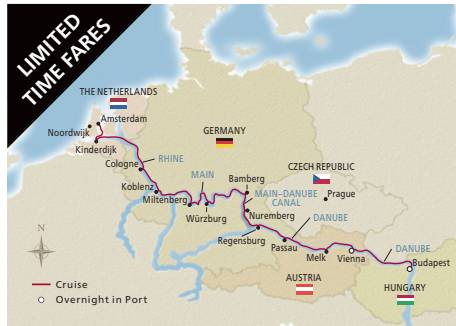 LIMITED
TIME FARES
THE NETHERLANDS
Amsterdam
Noordwijk
Kinderdijk
GERMANY
Cologne
RHINE
Koblenz
MAIN
Bamberg
CZECH REPUBLIC
Miltenberg
MAIN–DANUBE
CANAL
Prague
Würzburg
Nuremberg
DANUBE
Regensburg
Passau
Melk
Vienna
DANUBE
Budapest
N
AUSTRIA
HUNGARY
Cruise
Overnight in Port